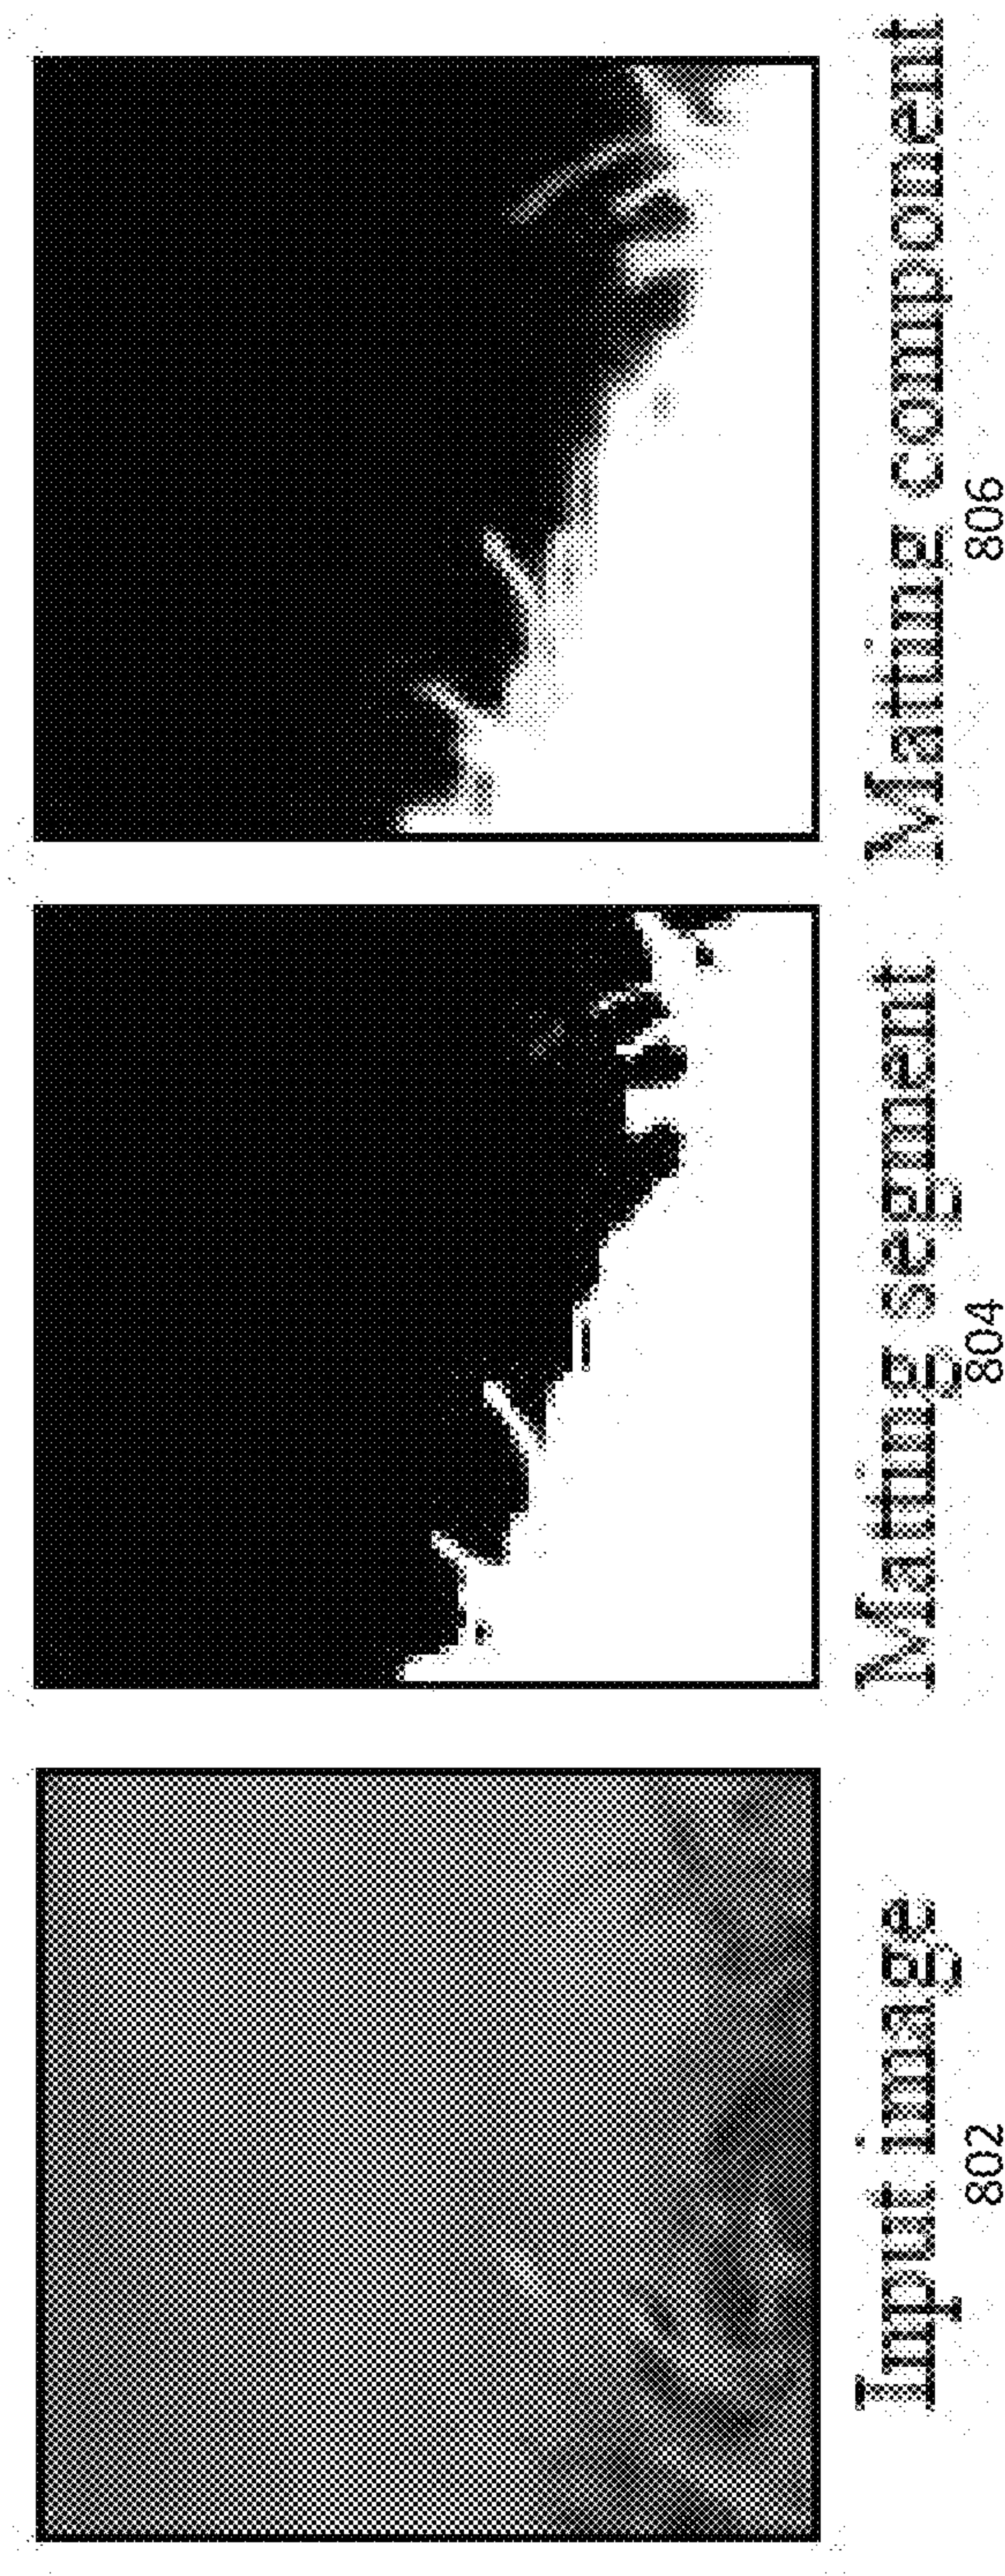 Input image
802
Matting segment
804
Matting component
806